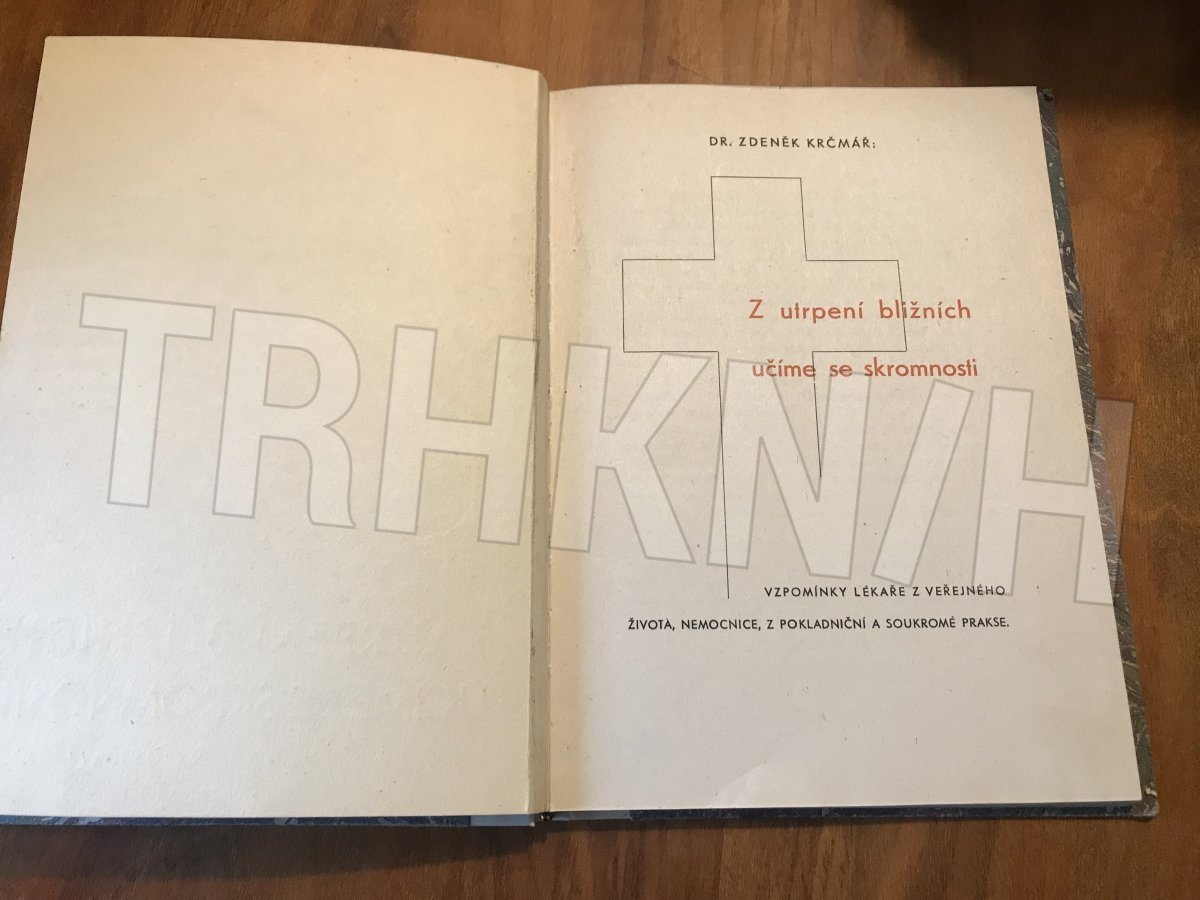 DR. ZDENĚK KRČMÁŘ:
Z utrpení bližních
učíme se skromnosti
TRHKNIH
VZPOMÍNKY LÉKAŘE Z VEŘEJNÉHO
ŽIVOTA, NEMOCNICE, Z POKLADNIČNÍ A SOUKROMÉ PRAKSE.